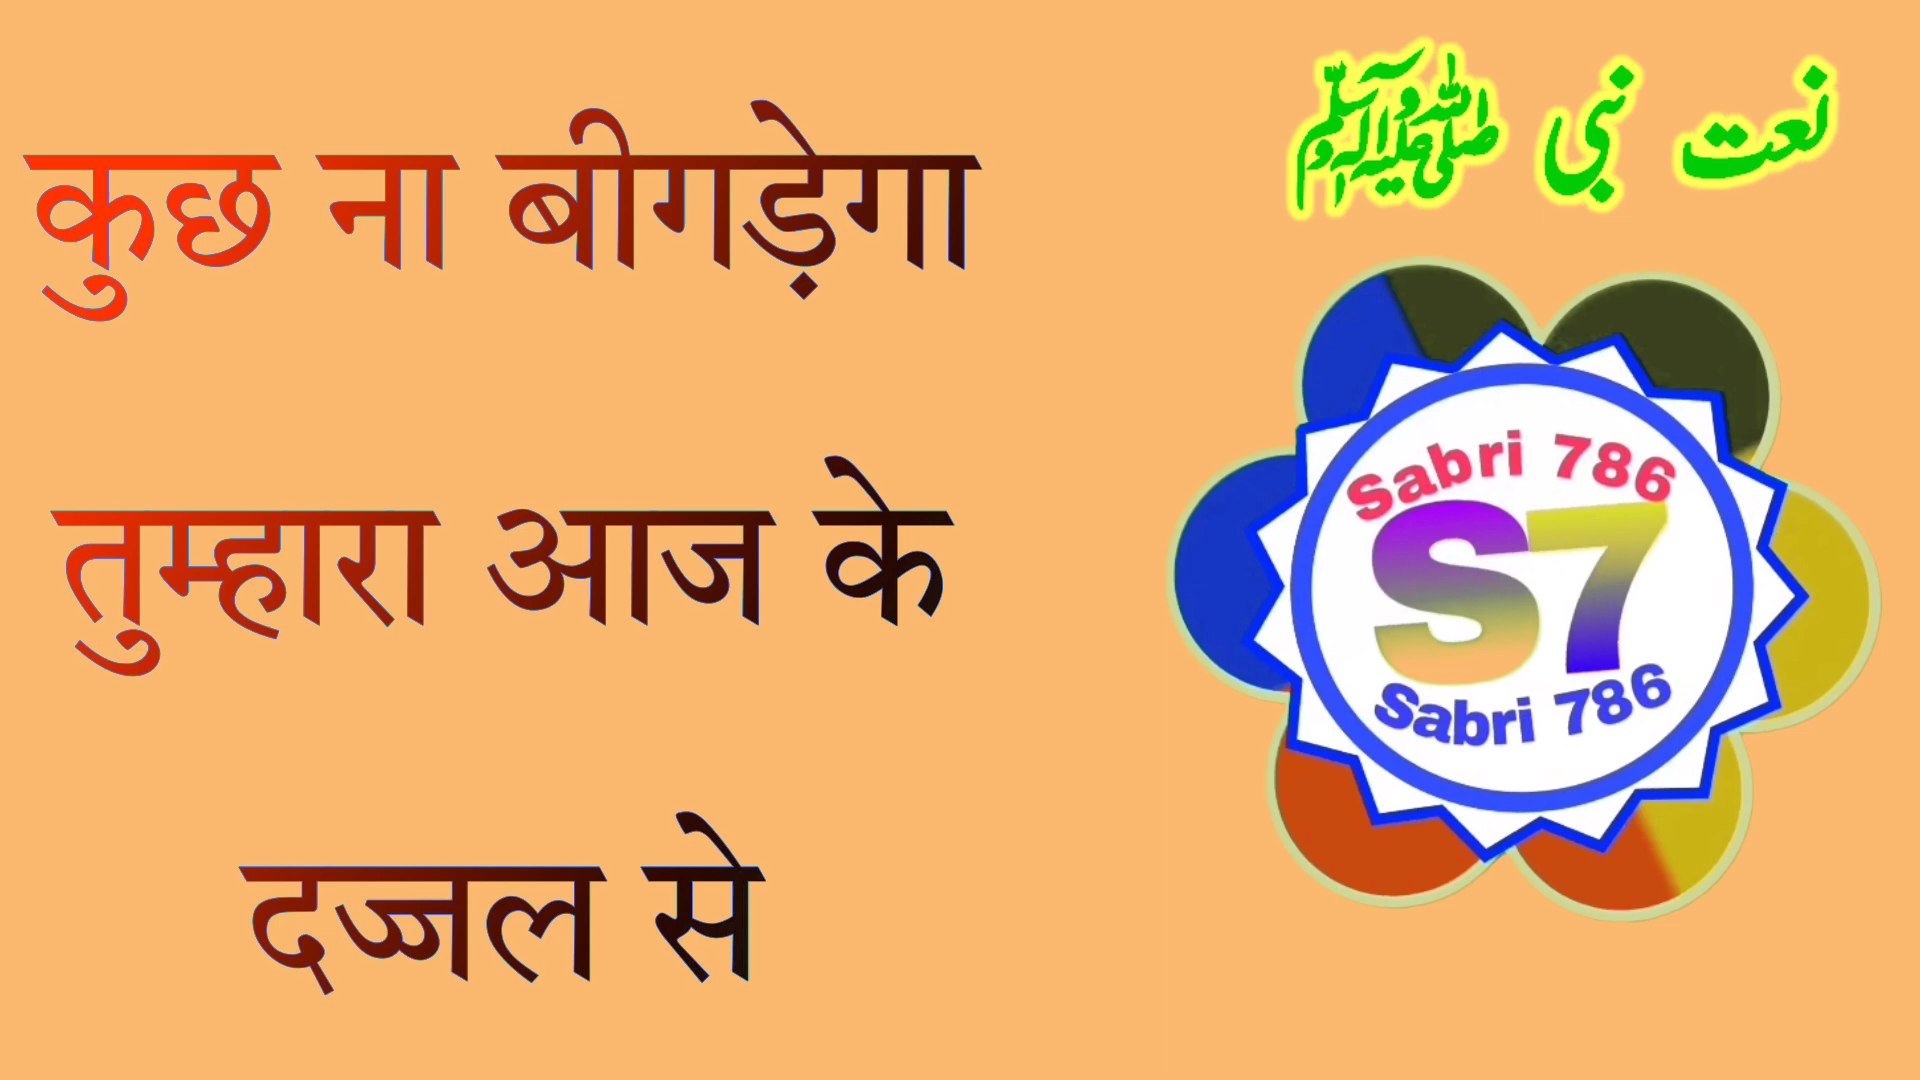 कुछ ना बीगड़ेगा
तुम्हारा आज के
दज्जल से
نعت نبی ﷺ
Sabri 786
S7
Sabri 786